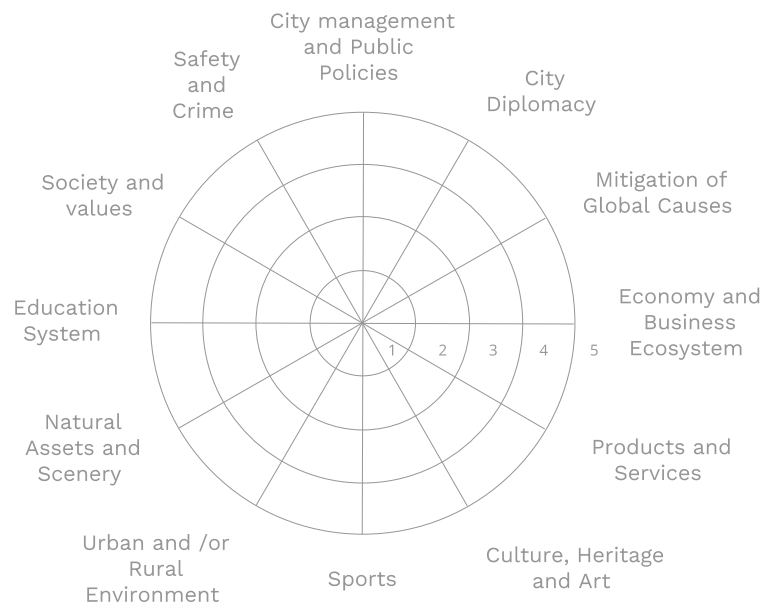 City management
and Public
Policies
City
Diplomacy
Mitigation of
Global Causes
Economy and
Business
Ecosystem
Products and
Services
Culture, Heritage
and Art
Sports
Urban and /or
Rural
Environment
Natural
Assets and
Scenery
Education
System
Society and
values
Safety
and
Crime
1 2 3 4 5